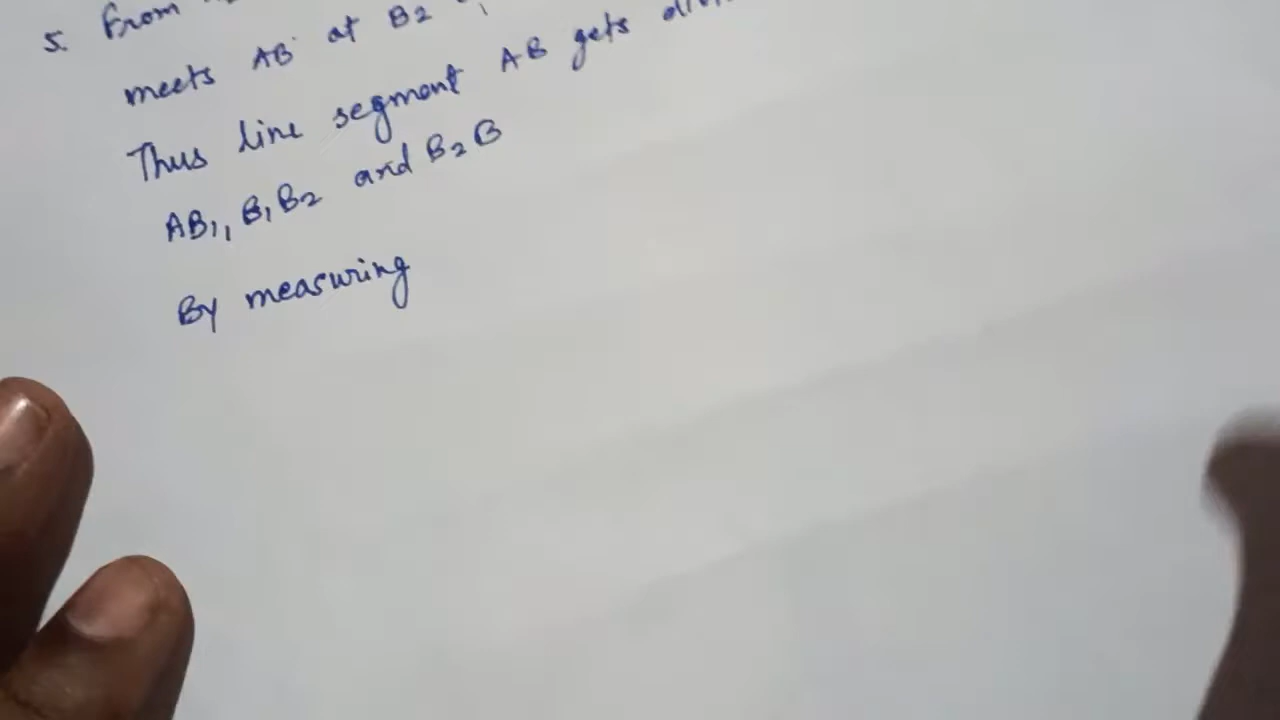 5. From
meets AB at B2
Thus line segment AB gets
AB1, B1B2 and B2B
By measuring